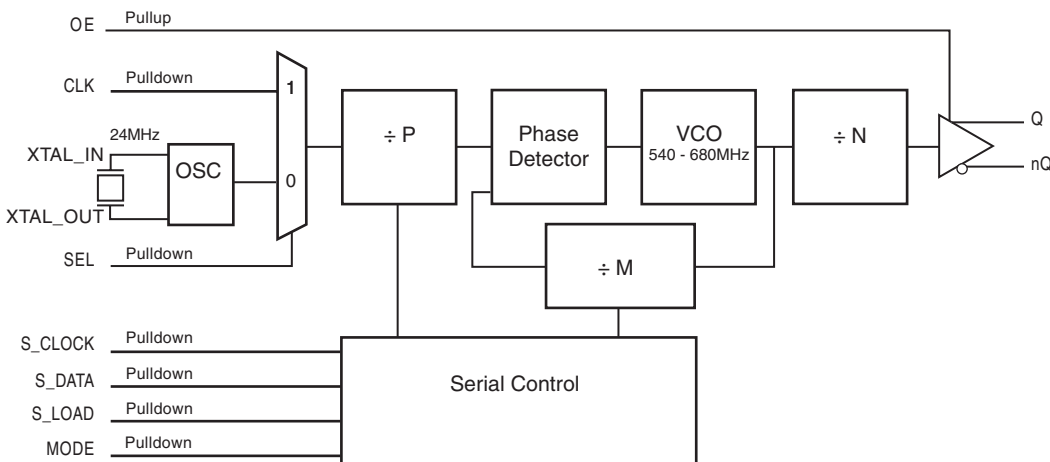 OE Pullup
CLK Pulldown
1
24MHz
XTAL_IN
OSC
0
XTAL_OUT
SEL Pulldown
÷ P
Phase
Detector
VCO
540 - 680MHz
÷ N
Q
nQ
÷ M
S_CLOCK Pulldown
S_DATA Pulldown
S_LOAD Pulldown
MODE Pulldown
Serial Control